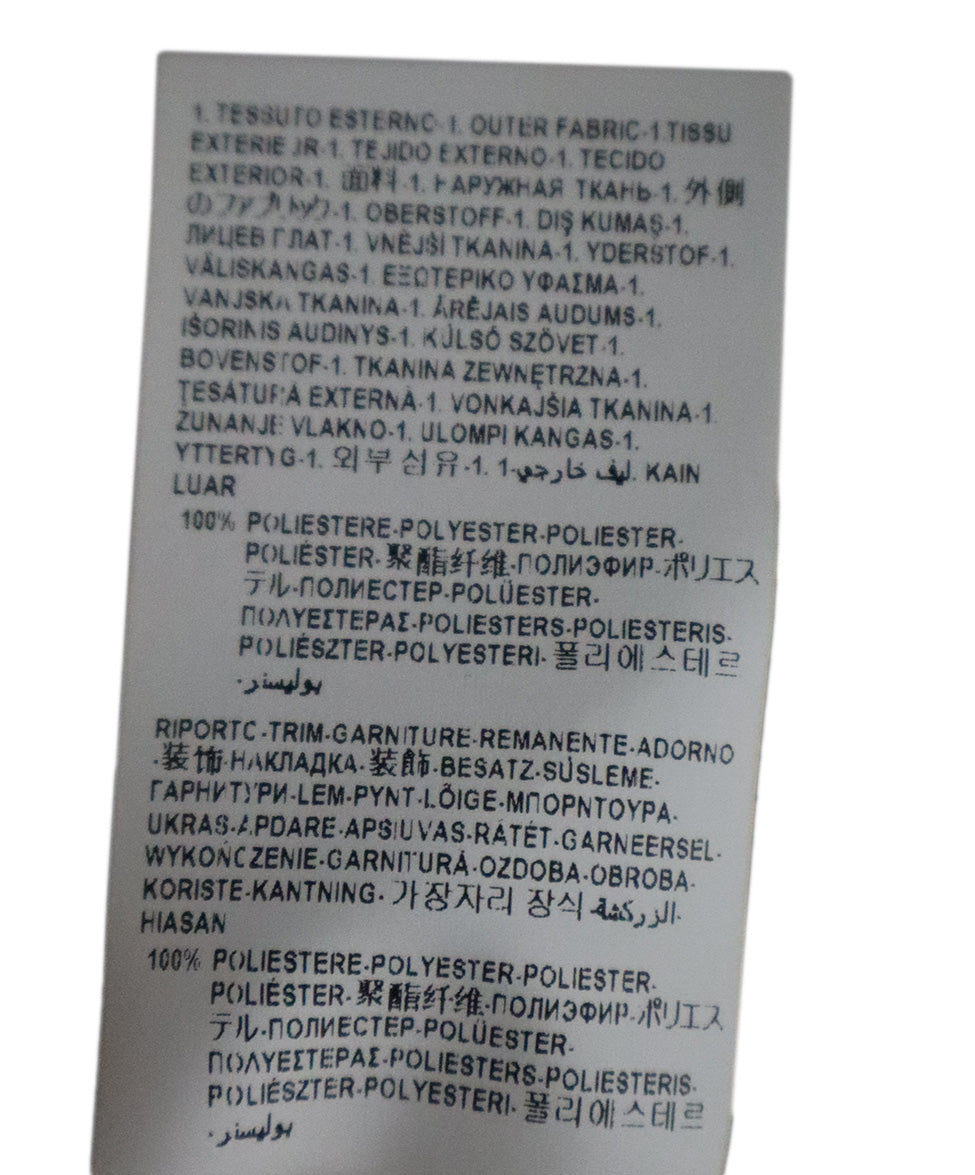 1. TESSUTO ESTERNO-1. OUTER FABRIC-1 TISSU
EXTERIEUR-1. TEJIDO EXTERNO-1. TECIDO
EXTERIOR-1. 面料-1. НАРУЖНАЯ ТКАНЬ-1. 外側
のファブリック-1. OBERSTOFF-1. DIŞ KUMAŞ-1.
ЛИЦЕВ ПЛАТ-1. VNĚJŠÍ TKANINA-1. YDERSTOF-1.
VÄLISKANGAS-1. ΕΞΩΤΕΡΙΚΟ ΥΦΑΣΜΑ-1.
VANJSKA TKANINA-1. ĀRĒJAIS AUDUMS-1.
IŠORINIS AUDINYS-1. KÜLSŐ SZÖVET-1.
BOVENSTOF-1. TKANINA ZEWNĘTRZNA-1.
ŢESĂTURĂ EXTERNĂ-1. VONKAJŠIA TKANINA-1.
ZUNANJE VLAKNO-1. ULOMPI KANGAS-1.
YTTERTYG-1. 외부 섬유-1. ليف خارجي-1. KAIN
LUAR
100% POLIESTERE-POLYESTER-POLIESTER-
POLIÉSTER-聚酯纤维-ПОЛИЭФИР-ポリエス
テル-ПОЛИЕСТЕР-POLÜESTER-
ΠΟΛΥΕΣΤΕΡΑΣ-POLIESTERS-POLIESTERIS-
POLIÉSZTER-POLYESTERI-폴리에스테르
بوليستر-
RIPORTO-TRIM-GARNITURE-REMANENTE-ADORNO
-装饰-НАКЛАДКА-装飾-BESATZ-SÜSLEME-
ГАРНИТУРИ-LEM-PYNT-LÕIGE-ΜΠΟΡΝΤΟΥΡΑ-
UKRAS-APDARE-APSIUVAS-RÁTÉT-GARNEERSEL-
WYKOŃCZENIE-GARNITURĂ-OZDOBA-OBROBA-
KORISTE-KANTNING-가장자리 장식-الزركشة-
HIASAN
100% POLIESTERE-POLYESTER-POLIESTER-
POLIÉSTER-聚酯纤维-ПОЛИЭФИР-ポリエス
テル-ПОЛИЕСТЕР-POLÜESTER-
ΠΟΛΥΕΣΤΕΡΑΣ-POLIESTERS-POLIESTERIS-
POLIÉSZTER-POLYESTERI-폴리에스테르
بوليستر-